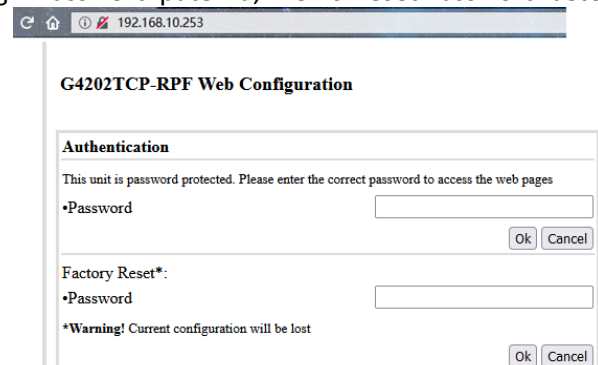 192.168.10.253
G4202TCP-RPF Web Configuration
Authentication
This unit is password protected. Please enter the correct password to access the web pages
•Password
Ok Cancel
Factory Reset*:
•Password
*Warning! Current configuration will be lost
Ok Cancel